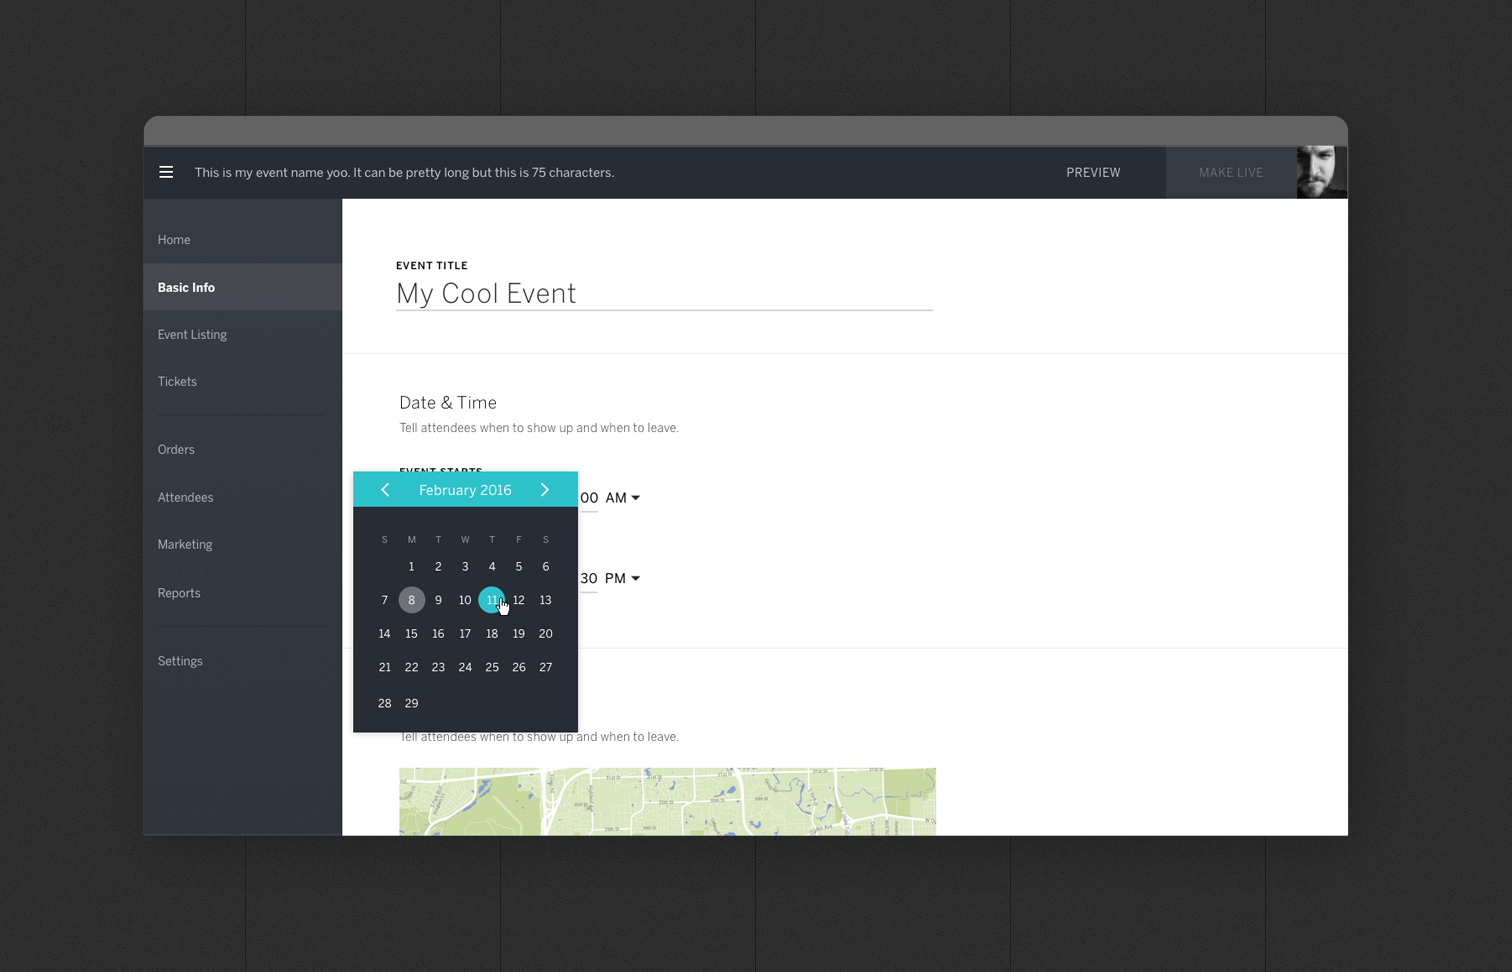 This is my event name yoo. It can be pretty long but this is 75 characters.
PREVIEW
MAKE LIVE
Home
Basic Info
Event Listing
Tickets
Orders
Attendees
Marketing
Reports
Settings
EVENT TITLE
My Cool Event
Date & Time
Tell attendees when to show up and when to leave.
EVENT STARTS
February 2016
00 AM
S M T W T F S
1 2 3 4 5 6
30 PM
7 8 9 10 11 12 13
14 15 16 17 18 19 20
21 22 23 24 25 26 27
28 29
Tell attendees when to show up and when to leave.